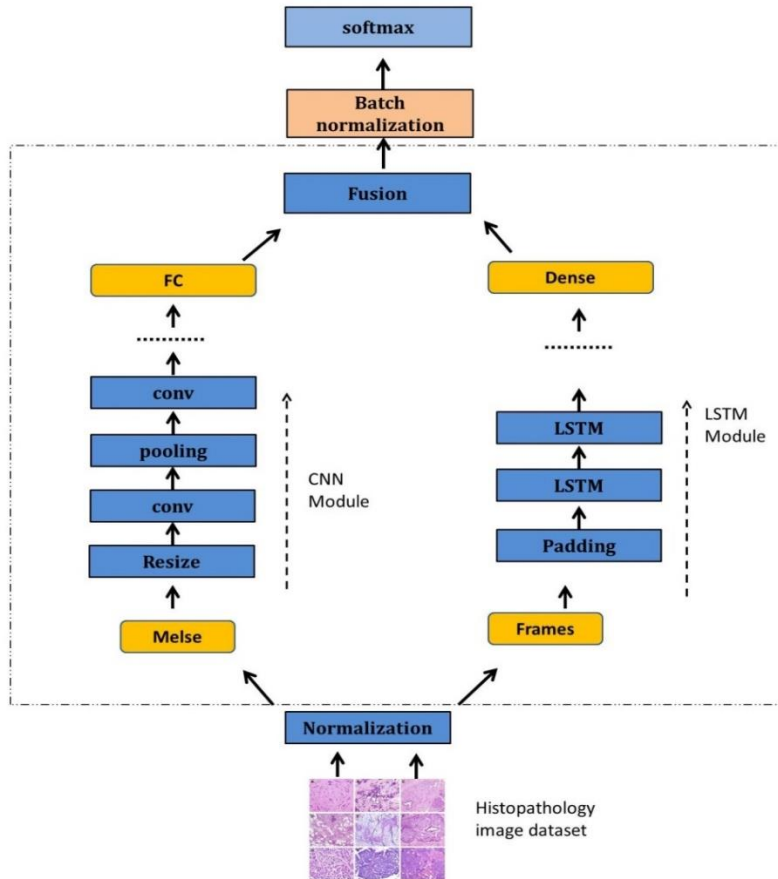 softmax
Batch
normalization
Fusion
FC
Dense
conv
pooling
conv
Resize
CNN
Module
LSTM
LSTM
Padding
LSTM
Module
Melse
Frames
Normalization
Histopathology
image dataset